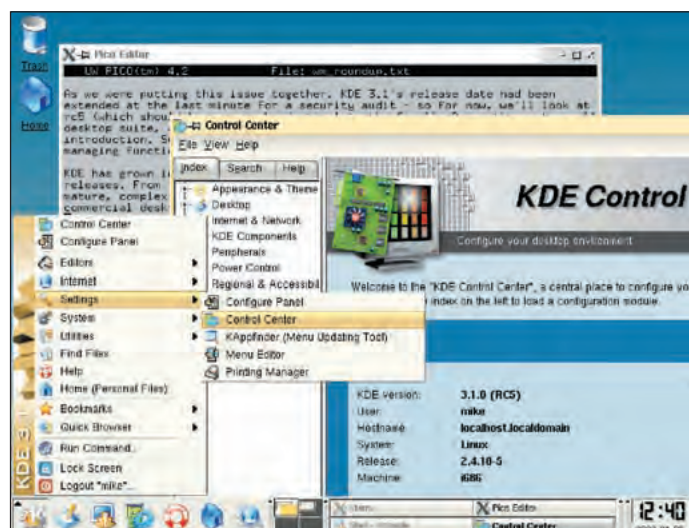 Trash
Home
Pico Editor
UW PICO(tm) 4.2 File: wm_roundup.txt
As we were putting this issue together, KDE 3.1's release date had been
extended at the last minute for a security audit - so for now, we'll look at
rc5 (which shoul
desktop suite,
introduction. S
managing functi
KDE has grown i
releases. From
mature, complex
commercial desk
Control Center
File View Help
Index Search Help
Appearance & Theme
Desktop
Internet & Network
KDE Components
Peripherals
Power Control
Regional & Accessibil
KDE Control
Configure your desktop environment
Welcome to the "KDE Control Center", a central place to configure yo
index on the left to load a configuration module.
KDE version: 3.1.0 (RC5)
User: mike
Hostname: localhost.localdomain
System: Linux
Release: 2.4.10-5
Machine: i686
Control Center
Configure Panel
Editors
Internet
Settings
System
Utilities
Find Files
Help
Home (Personal Files)
Bookmarks
Quick Browser
Run Command...
Lock Screen
Logout "mike"...
KDE 3.1
Configure Panel
Control Center
KAppfinder (Menu Updating Tool)
Menu Editor
Printing Manager
Pico Editor
Control Center
12:40